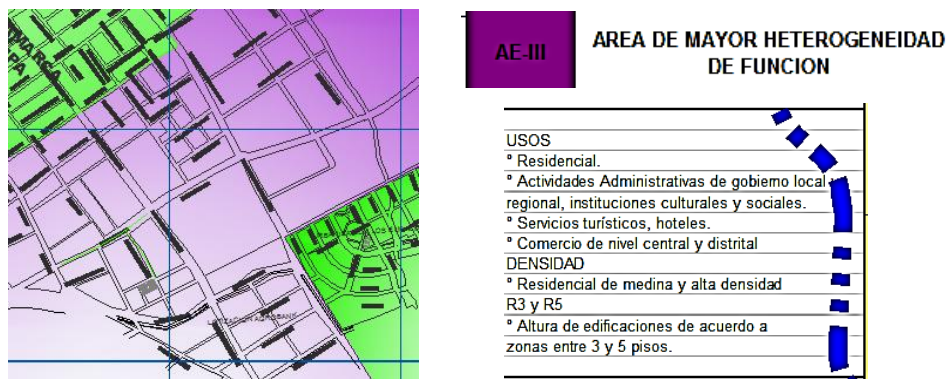 AE-III
AREA DE MAYOR HETEROGENEIDAD
DE FUNCION
USOS
° Residencial.
° Actividades Administrativas de gobierno local
regional, instituciones culturales y sociales.
° Servicios turísticos, hoteles.
° Comercio de nivel central y distrital
DENSIDAD
° Residencial de medina y alta densidad
R3 y R5
° Altura de edificaciones de acuerdo a
zonas entre 3 y 5 pisos.